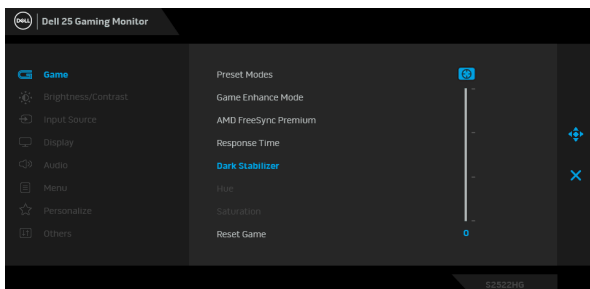 DELL
Dell 25 Gaming Monitor
Game
Brightness/Contrast
Input Source
Display
Audio
Menu
Personalize
Others
Preset Modes
Game Enhance Mode
AMD FreeSync Premium
Response Time
Dark Stabilizer
Hue
Saturation
Reset Game
0
S2522HG